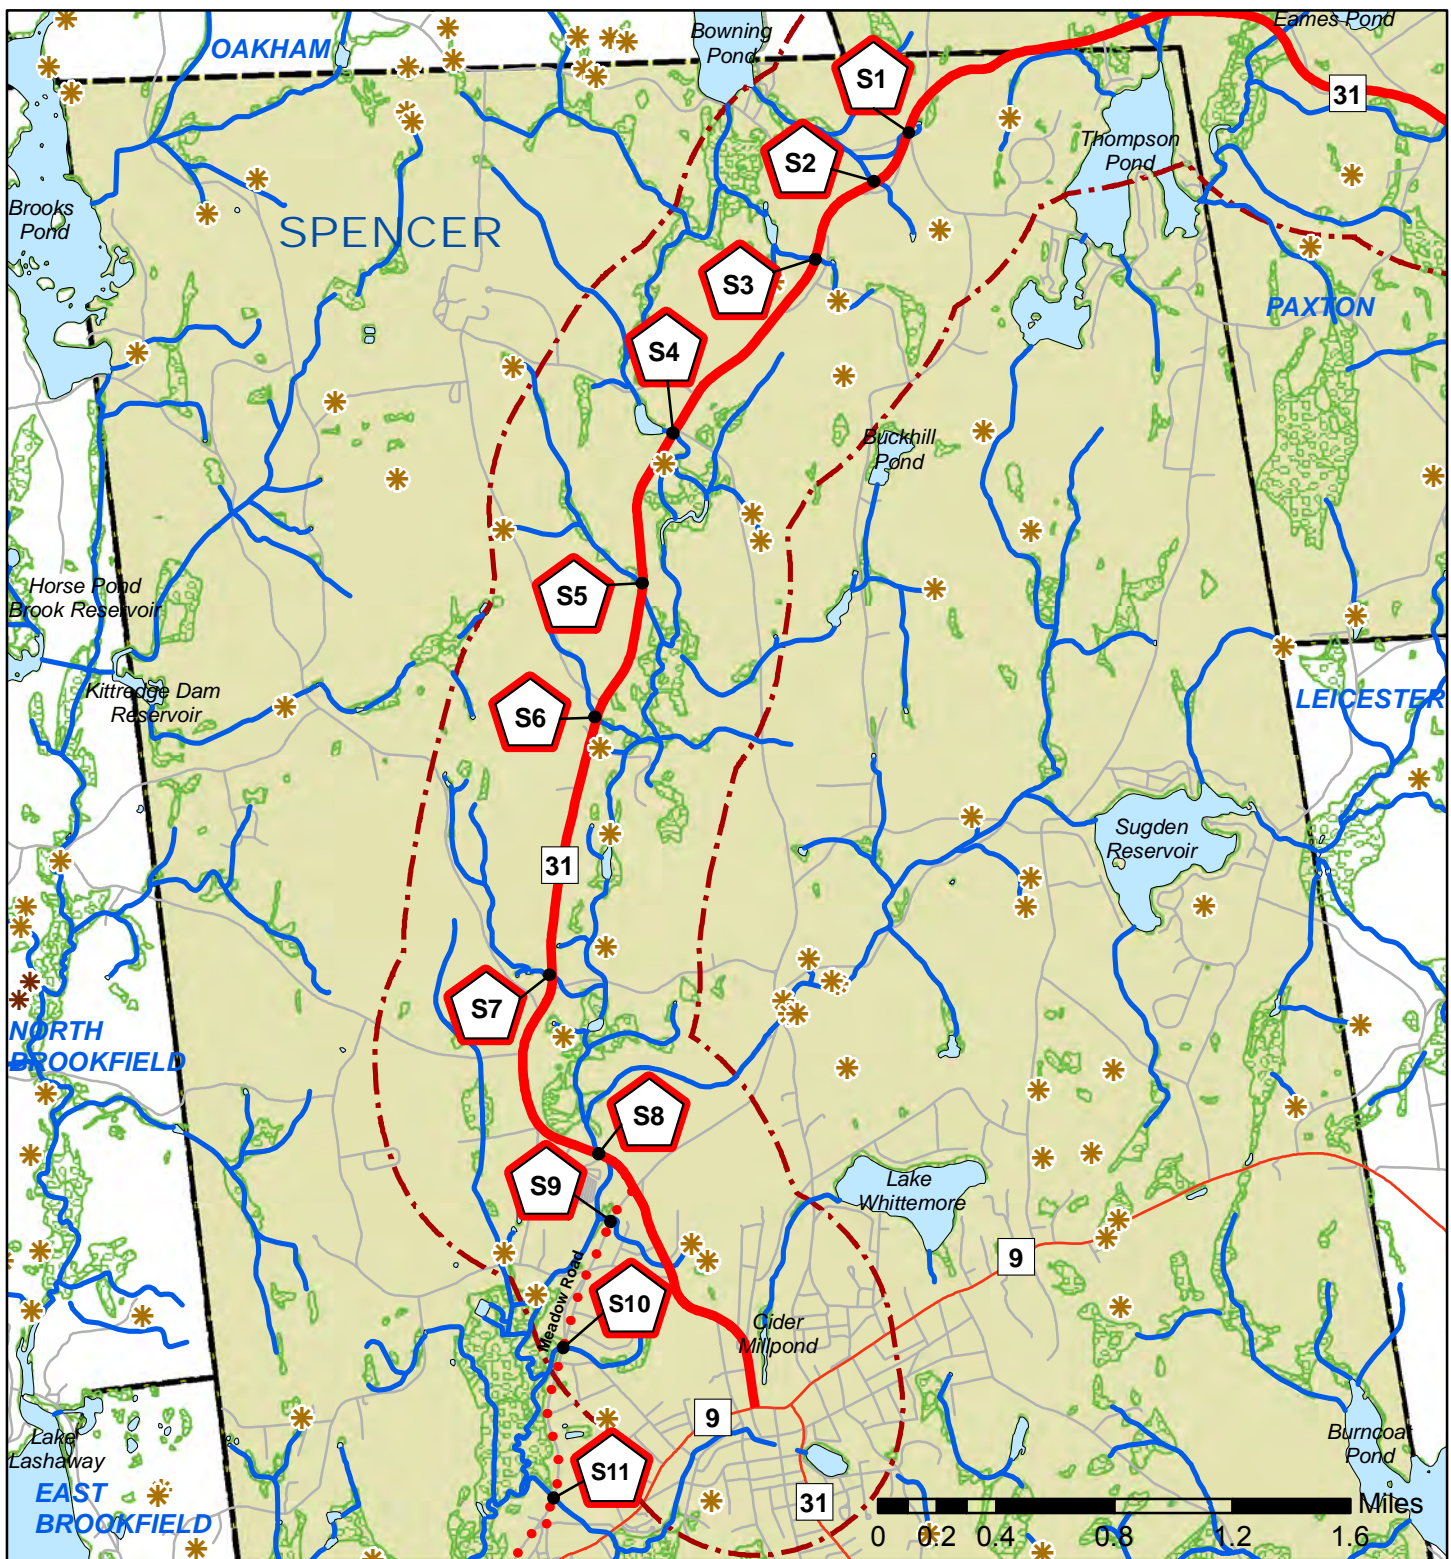 Eames Pond
OAKHAM
Bowning
Pond
S1
31
Thompson
Pond
S2
Brooks
Pond
SPENCER
S3
PAXTON
S4
Buckhill
Pond
Horse Pond
Brook Reservoir
S5
Kittredge Dam
Reservoir
S6
LEICESTER
Sugden
Reservoir
31
S7
NORTH
BROOKFIELD
S8
S9
Lake
Whittemore
9
Meadow Road
S10
Cider
Millpond
9
Lake
Lashaway
Burncoat
Pond
S11
EAST
BROOKFIELD
31
Miles
0 0.2 0.4 0.8 1.2 1.6